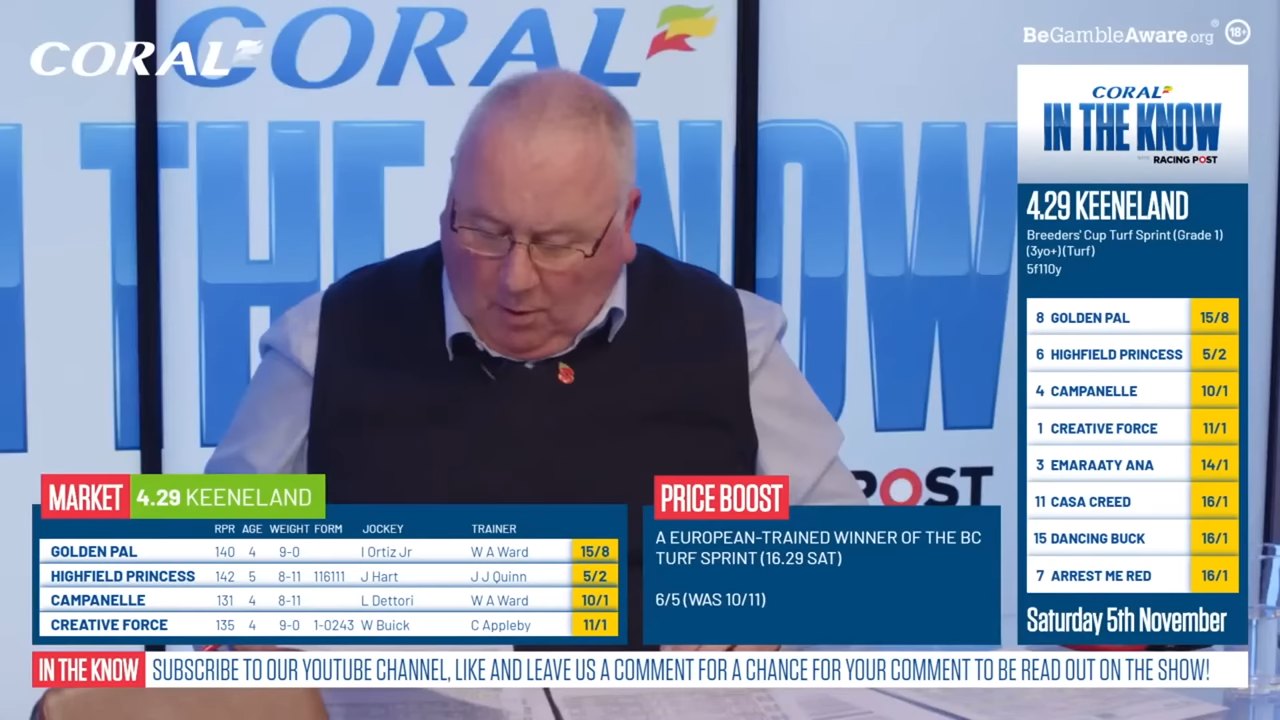 CORAL
CORAL
THE KNOW
POST
BeGambleAware.org® 18+
CORAL
IN THE KNOW
WITH RACING POST
4.29 KEENELAND
Breeders' Cup Turf Sprint (Grade 1)
(3yo+) (Turf)
5f110y
8 GOLDEN PAL 15/8
6 HIGHFIELD PRINCESS 5/2
4 CAMPANELLE 10/1
1 CREATIVE FORCE 11/1
3 EMARAATY ANA 14/1
11 CASA CREED 16/1
15 DANCING BUCK 16/1
7 ARREST ME RED 16/1
Saturday 5th November
MARKET 4.29 KEENELAND
RPR AGE WEIGHT FORM JOCKEY TRAINER
GOLDEN PAL 140 4 9-0 I Ortiz Jr W A Ward 15/8
HIGHFIELD PRINCESS 142 5 8-11 116111 J Hart J J Quinn 5/2
CAMPANELLE 131 4 8-11 L Dettori W A Ward 10/1
CREATIVE FORCE 135 4 9-0 1-0243 W Buick C Appleby 11/1
PRICE BOOST
A EUROPEAN-TRAINED WINNER OF THE BC
TURF SPRINT (16.29 SAT)
6/5 (WAS 10/11)
IN THE KNOW SUBSCRIBE TO OUR YOUTUBE CHANNEL, LIKE AND LEAVE US A COMMENT FOR A CHANCE FOR YOUR COMMENT TO BE READ OUT ON THE SHOW!